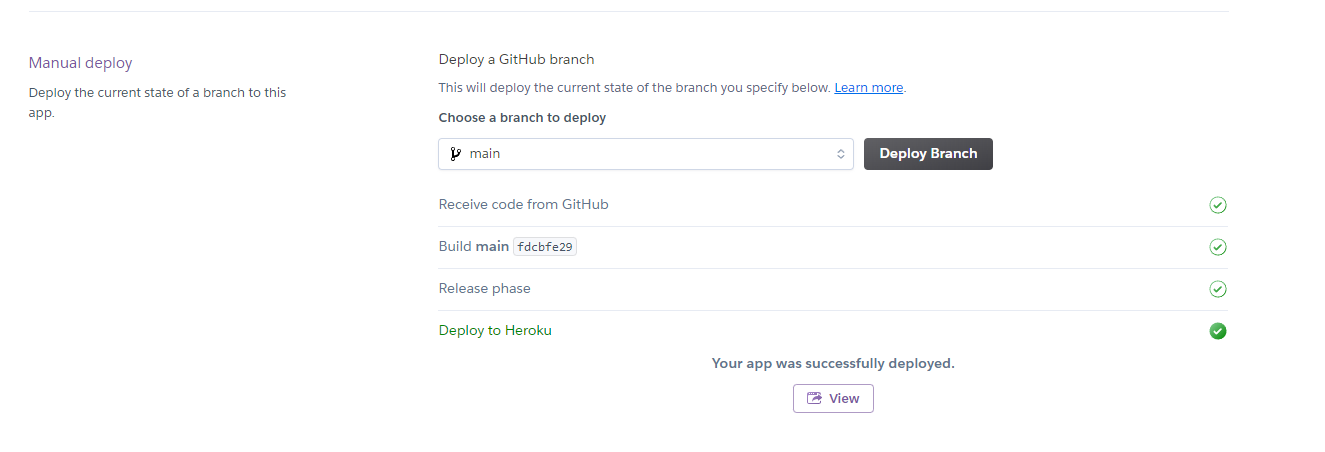 Manual deploy
Deploy the current state of a branch to this
app.
Deploy a GitHub branch
This will deploy the current state of the branch you specify below. Learn more.
Choose a branch to deploy
main
Deploy Branch
Receive code from GitHub
Build main fdcbfe29
Release phase
Deploy to Heroku
Your app was successfully deployed.
View